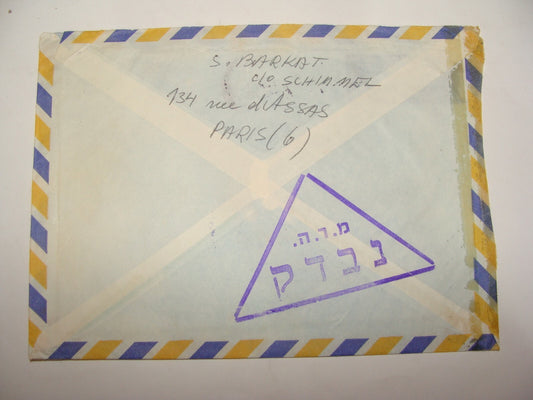 S. BARKAT
c/o SCHIMMEL
134 rue d'ASSAS
PARIS (6)
מ.ר.ה.
נבדק